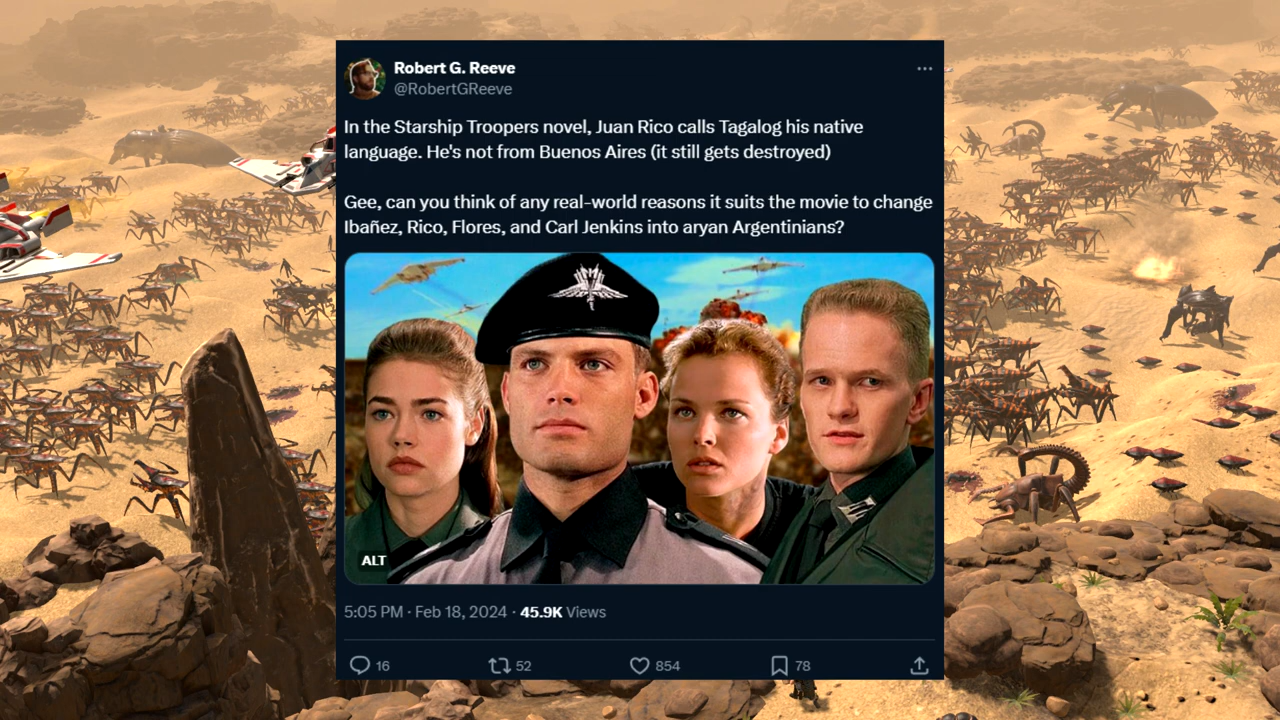 Robert G. Reeve
@RobertGReeve
In the Starship Troopers novel, Juan Rico calls Tagalog his native
language. He's not from Buenos Aires (it still gets destroyed)
Gee, can you think of any real-world reasons it suits the movie to change
Ibañez, Rico, Flores, and Carl Jenkins into aryan Argentinians?
ALT
5:05 PM · Feb 18, 2024 · 45.9K Views
16 52 854 78